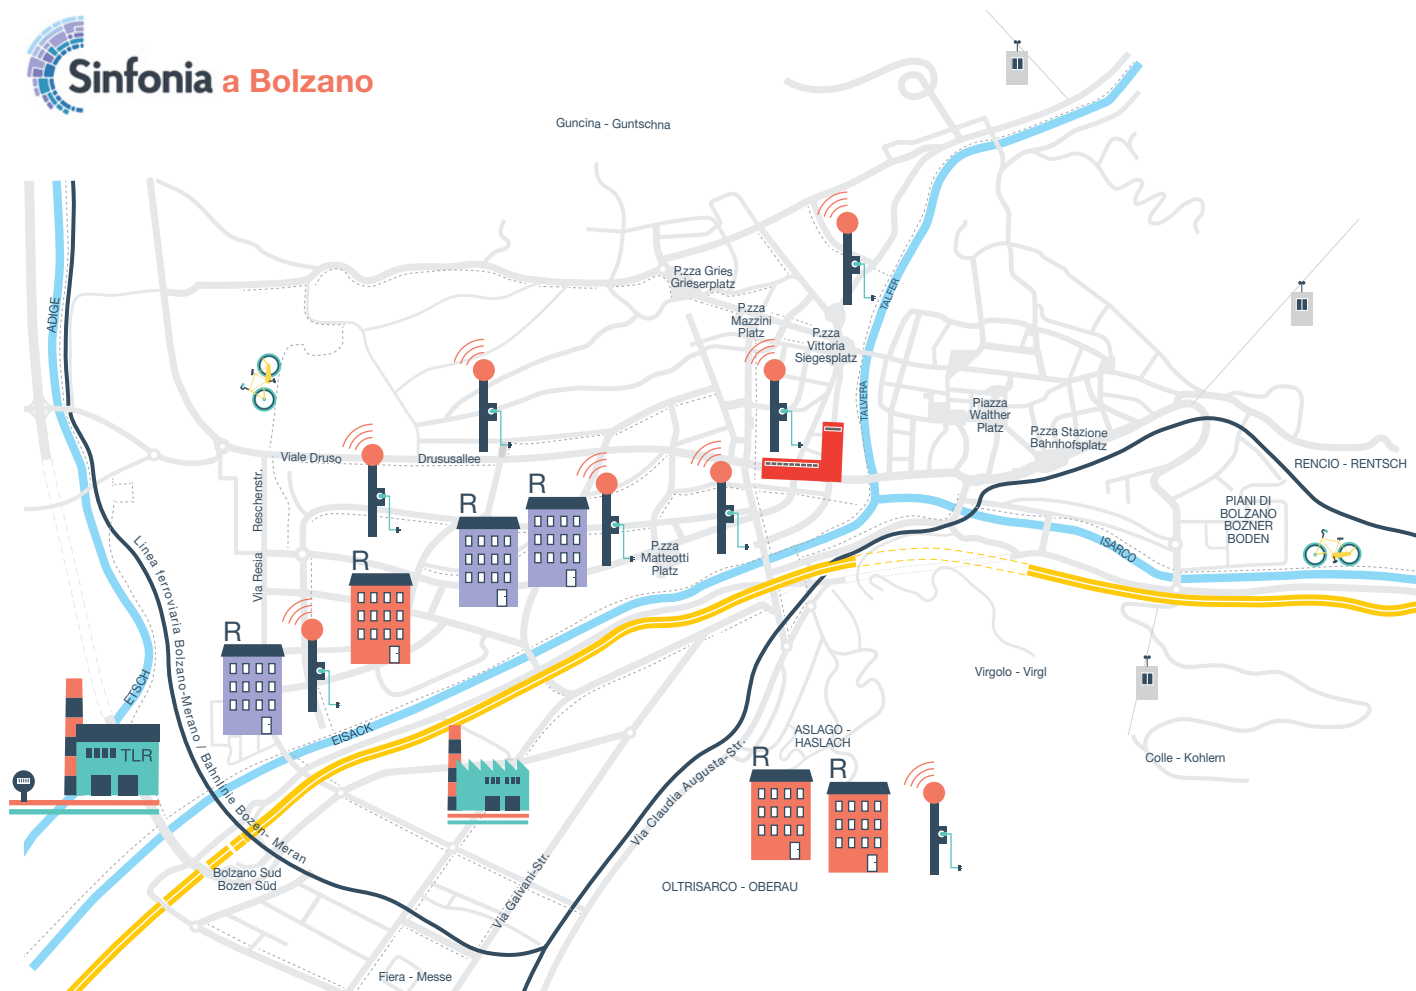 Sinfonia a Bolzano
Guncina - Guntschna
ADIGE
P.zza Gries
Grieserplatz
P.zza
Mazzini
Platz
P.zza
Vittoria
Siegesplatz
TALFER
TALVERA
Piazza
Walther
Platz
P.zza Stazione
Bahnhofsplatz
RENCIO - RENTSCH
PIANI DI
BOLZANO
BOZNER
BODEN
ISARCO
Viale Druso
Drususallee
Via Resia
Reschenstr.
R
R
R
R
P.zza
Matteotti
Platz
Linea ferroviaria Bolzano-Merano / Bahnlinie Bozen- Meran
ETSCH
EISACK
TLR
Virgolo - Virgl
Colle - Kohlern
ASLAGO -
HASLACH
R
R
Via Claudia Augusta-Str.
Via Galvani-Str.
OLTRISARCO - OBERAU
Bolzano Sud
Bozen Süd
Fiera - Messe